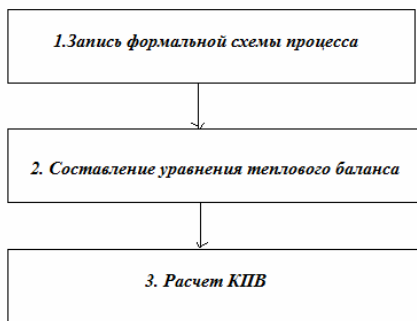 1.Запись формальной схемы процесса
2. Составление уравнения теплового баланса
3. Расчет КПВ